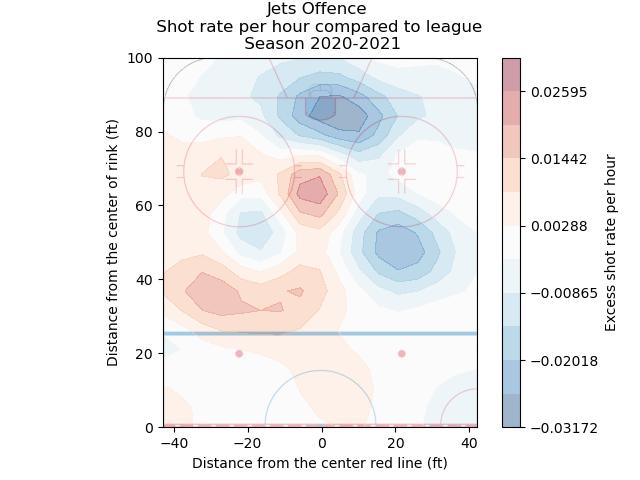 Jets Offence
Shot rate per hour compared to league
Season 2020-2021
100
80
60
40
20
0
Distance from the center of rink (ft)
−40
−20
0
20
40
Distance from the center red line (ft)
0.02595
0.01442
0.00288
−0.00865
−0.02018
−0.03172
Excess shot rate per hour